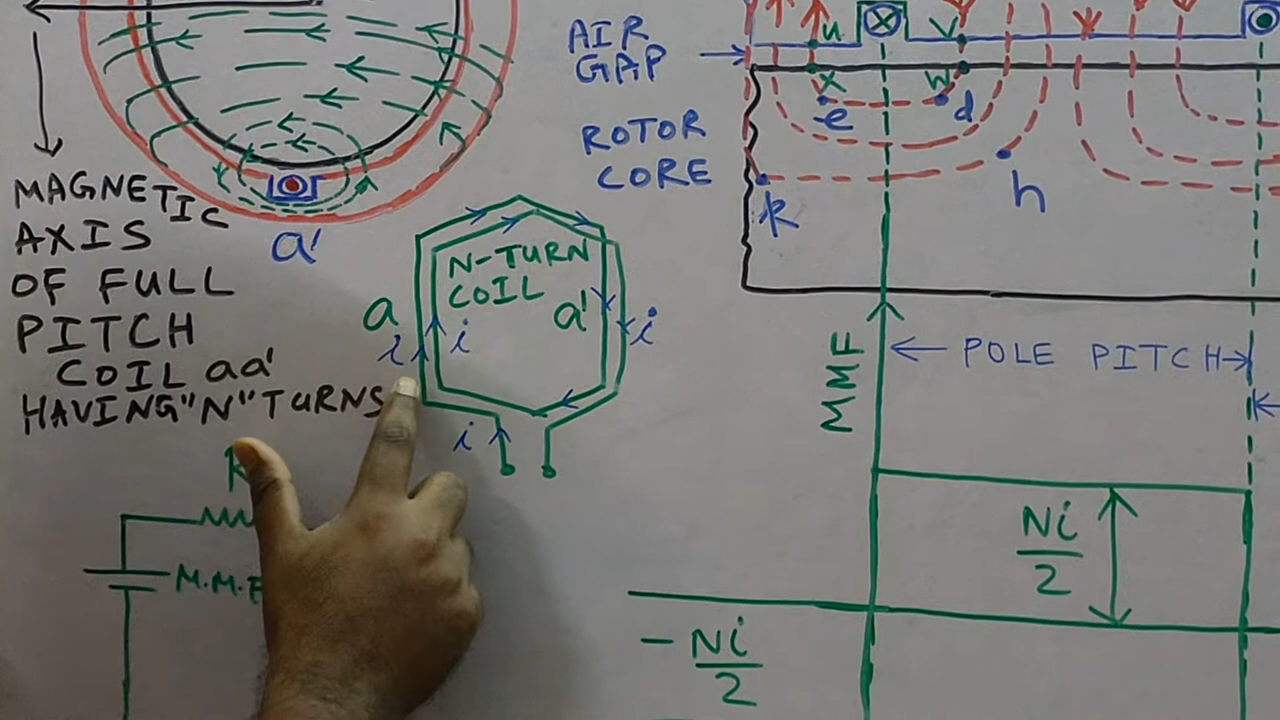 MAGNETIC
AXIS
OF FULL
PITCH
COIL aa'
HAVING "N" TURNS
a'
N-TURN
COIL
a
a'
i
i
i
i
R
M.M.F
AIR
GAP
ROTOR
CORE
u
v
x
w
e
d
h
k
MMF
POLE PITCH
Ni
2
- Ni
2